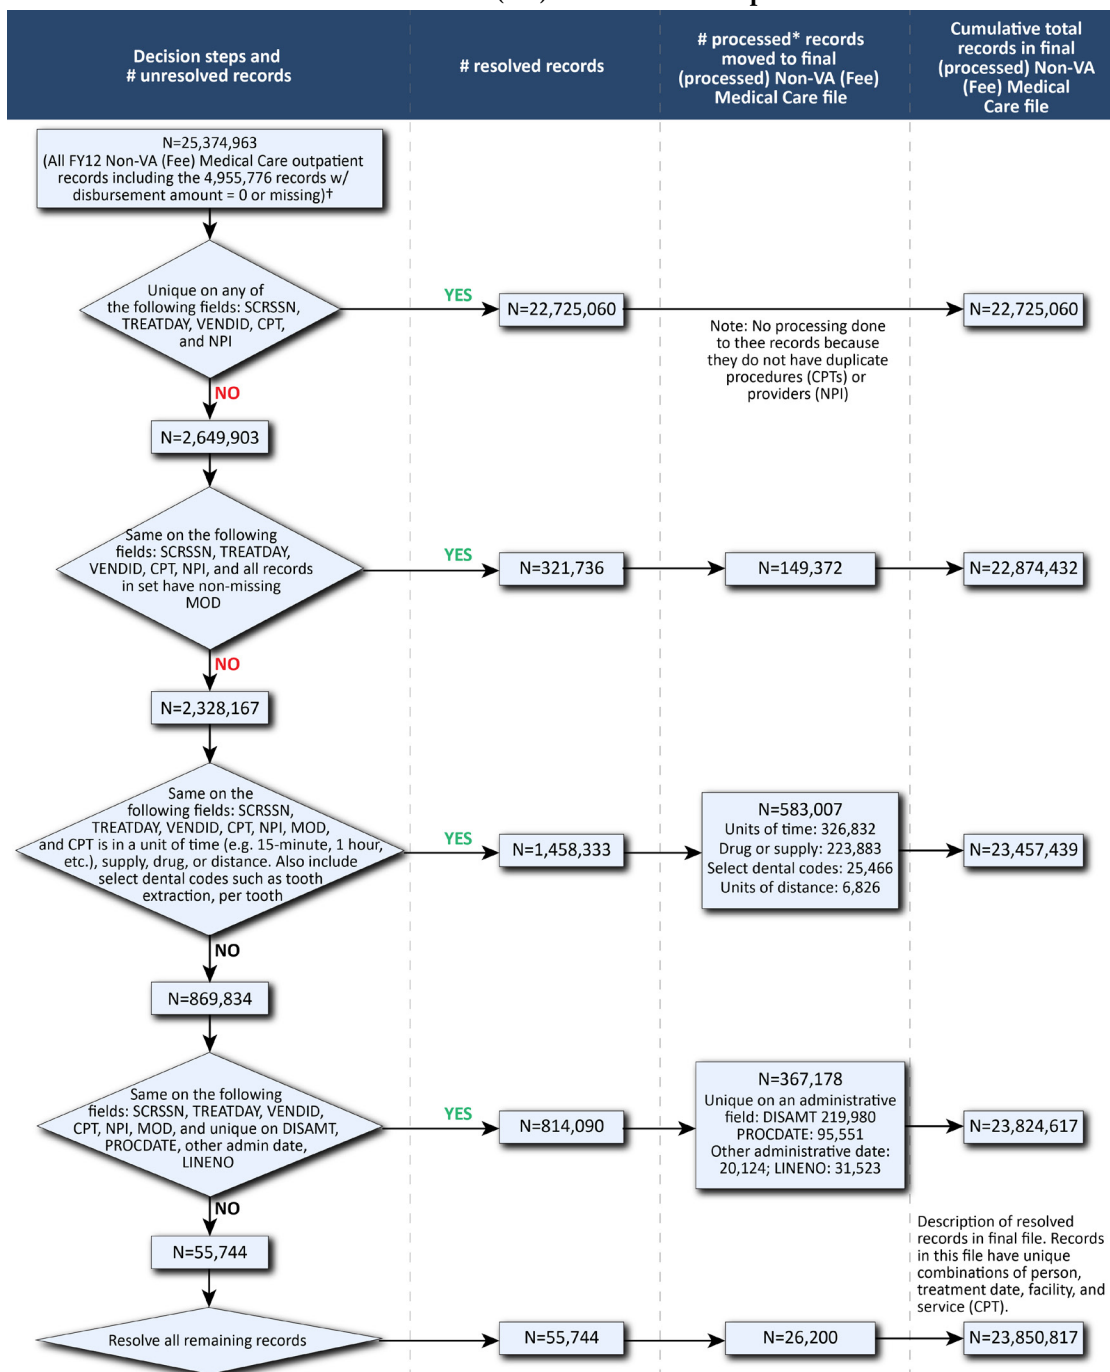 Decision steps and
# unresolved records
# resolved records
# processed* records
moved to final
(processed) Non-VA (Fee)
Medical Care file
Cumulative total
records in final
(processed) Non-VA
(Fee) Medical
Care file
N=25,374,963
(All FY12 Non-VA (Fee) Medical Care outpatient
records including the 4,955,776 records w/
disbursement amount = 0 or missing)†
Unique on any of
the following fields: SCRSSN,
TREATDAY, VENDID, CPT,
and NPI
YES
N=22,725,060
Note: No processing done
to thee records because
they do not have duplicate
procedures (CPTs) or
providers (NPI)
N=22,725,060
NO
N=2,649,903
Same on the following
fields: SCRSSN, TREATDAY,
VENDID, CPT, NPI, and all records
in set have non-missing
MOD
YES
N=321,736
N=149,372
N=22,874,432
NO
N=2,328,167
Same on the
following fields: SCRSSN,
TREATDAY, VENDID, CPT, NPI, MOD,
and CPT is in a unit of time (e.g. 15-minute, 1 hour,
etc.), supply, drug, or distance. Also include
select dental codes such as tooth
extraction, per tooth
YES
N=1,458,333
N=583,007
Units of time: 326,832
Drug or supply: 223,883
Select dental codes: 25,466
Units of distance: 6,826
N=23,457,439
NO
N=869,834
Same on the following
fields: SCRSSN, TREATDAY, VENDID,
CPT, NPI, MOD, and unique on DISAMT,
PROCDATE, other admin date,
LINENO
YES
N=814,090
N=367,178
Unique on an administrative
field: DISAMT 219,980
PROCDATE: 95,551
Other administrative date:
20,124; LINENO: 31,523
N=23,824,617
NO
N=55,744
Description of resolved
records in final file. Records
in this file have unique
combinations of person,
treatment date, facility, and
service (CPT).
Resolve all remaining records
N=55,744
N=26,200
N=23,850,817